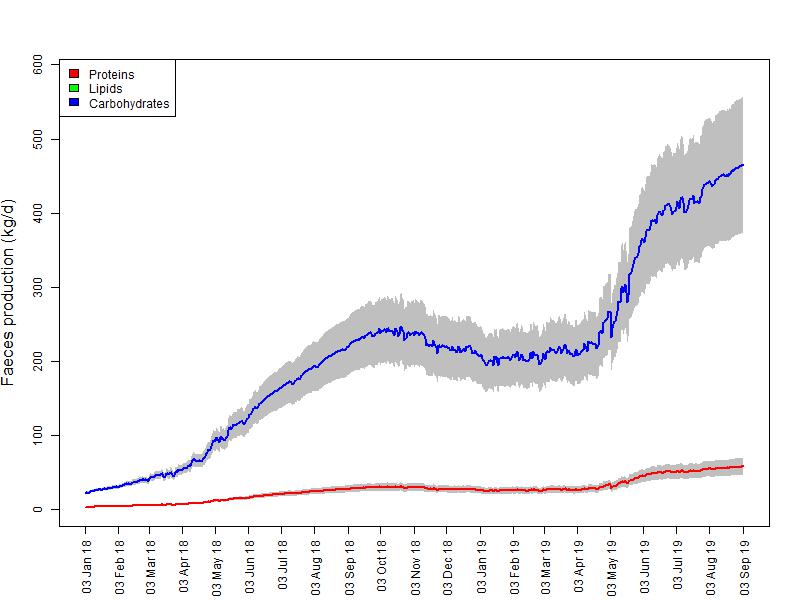 Proteins
Lipids
Carbohydrates
Faeces production (kg/d)
600
500
400
300
200
100
0
03 Jan 18
03 Feb 18
03 Mar 18
03 Apr 18
03 May 18
03 Jun 18
03 Jul 18
03 Aug 18
03 Sep 18
03 Oct 18
03 Nov 18
03 Dec 18
03 Jan 19
03 Feb 19
03 Mar 19
03 Apr 19
03 May 19
03 Jun 19
03 Jul 19
03 Aug 19
03 Sep 19